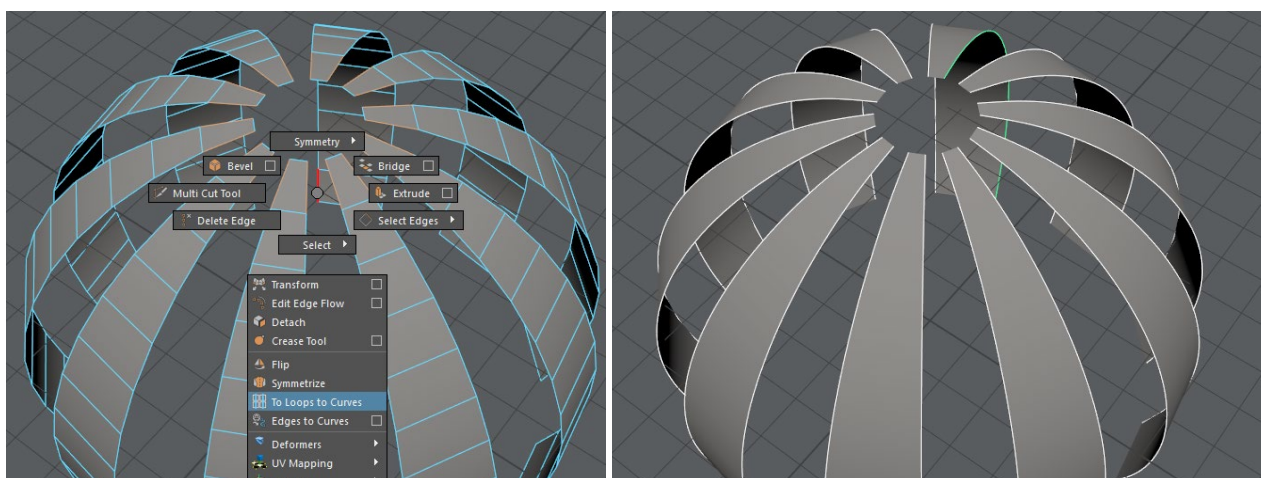 Symmetry
Bevel
Bridge
Multi Cut Tool
Extrude
Delete Edge
Select Edges
Select
Transform
Edit Edge Flow
Detach
Crease Tool
Flip
Symmetrize
To Loops to Curves
Edges to Curves
Deformers
UV Mapping